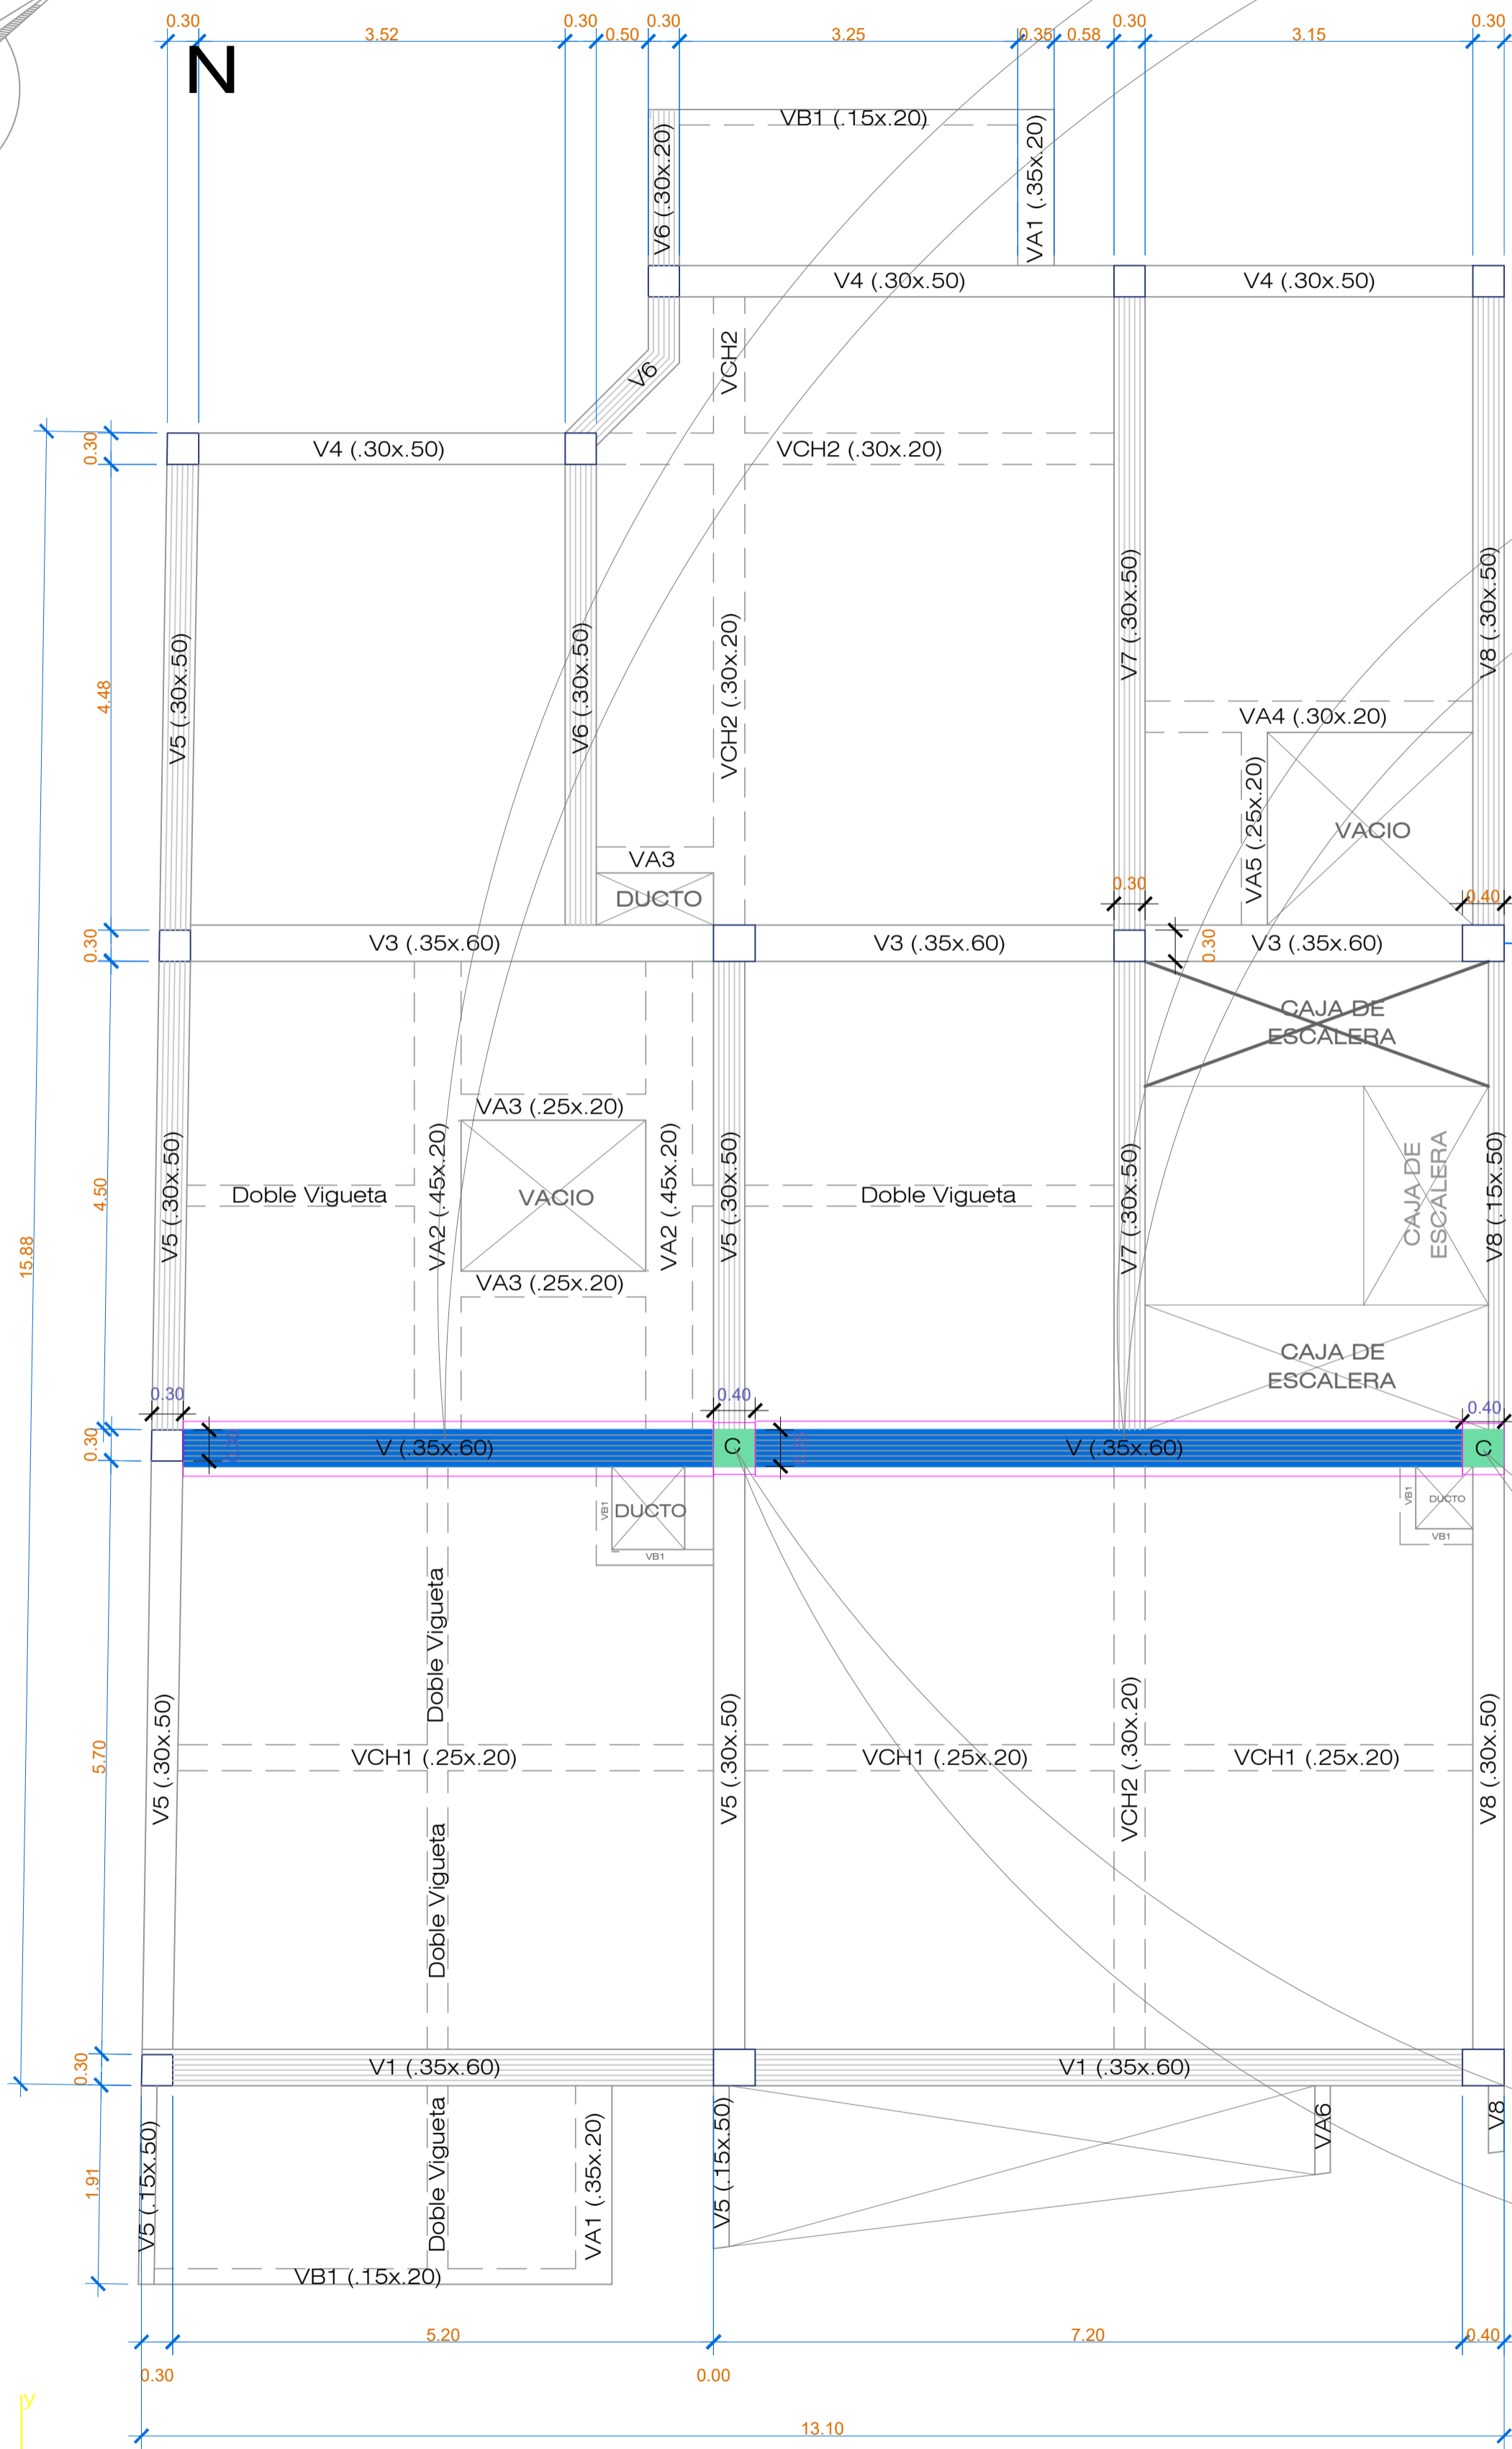 0.30
0.30
0.30
0.30
0.30
3.52
0.50
3.25
0.35
0.58
3.15
N
VB1 (.15x.20)
V6 (.30x.20)
VA1 (.35x.20)
V4 (.30x.50)
V4 (.30x.50)
VCH2
V6
0.30
V4 (.30x.50)
VCH2 (.30x.20)
V5 (.30x.50)
V6 (.30x.50)
VCH2 (.30x.20)
V7 (.30x.50)
V8 (.30x.50)
4.48
VA4 (.30x.20)
VA5 (.25x.20)
VACIO
VA3
DUCTO
0.30
0.40
0.30
V3 (.35x.60)
V3 (.35x.60)
0.30
V3 (.35x.60)
CAJA DE
ESCALERA
VA3 (.25x.20)
VA2 (.45x.20)
VA2 (.45x.20)
V5 (.30x.50)
V5 (.30x.50)
V7 (.30x.50)
CAJA DE
ESCALERA
V8 (.15x.50)
4.50
Doble Vigueta
VACIO
Doble Vigueta
15.88
VA3 (.25x.20)
CAJA DE
ESCALERA
0.30
0.40
0.40
0.30
V (.35x.60)
C
V (.35x.60)
C
VB1
DUCTO
VB1
VB1
DUCTO
VB1
Doble Vigueta
V5 (.30x.50)
V5 (.30x.50)
VCH2 (.30x.20)
V8 (.30x.50)
5.70
VCH1 (.25x.20)
VCH1 (.25x.20)
VCH1 (.25x.20)
Doble Vigueta
0.30
V1 (.35x.60)
V1 (.35x.60)
V5 (.15x.50)
Doble Vigueta
VA1 (.35x.20)
V5 (.15x.50)
VA6
V8
1.91
VB1 (.15x.20)
5.20
7.20
0.40
0.30
0.00
y
13.10